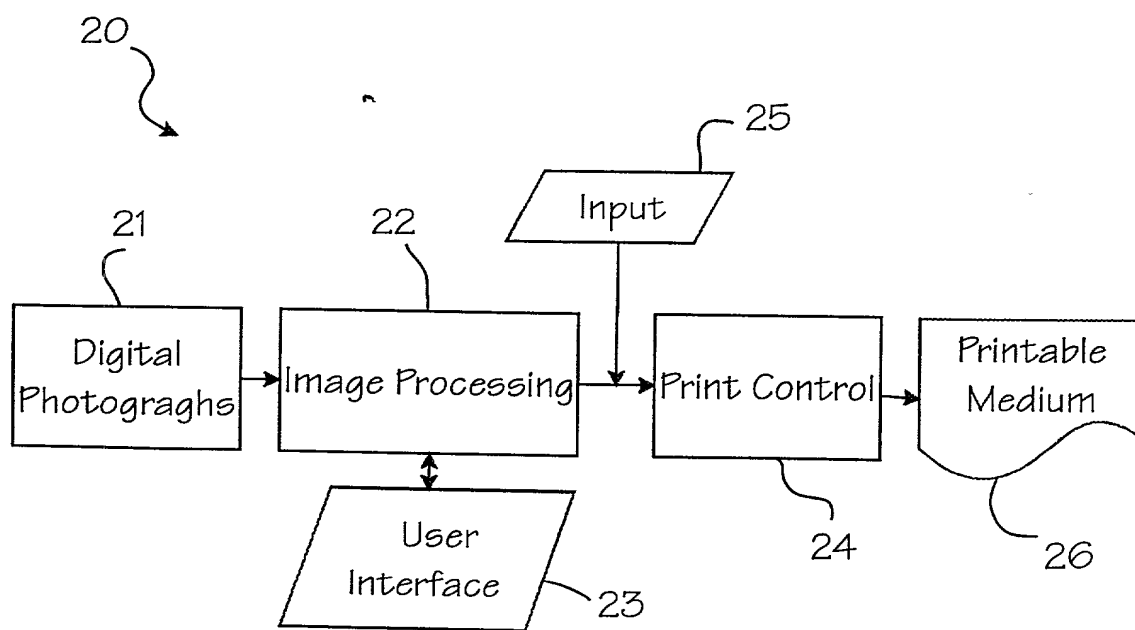 20
25
Input
21
22
Digital
Photograghs
Image Processing
Print Control
Printable
Medium
User
Interface
23
24
26